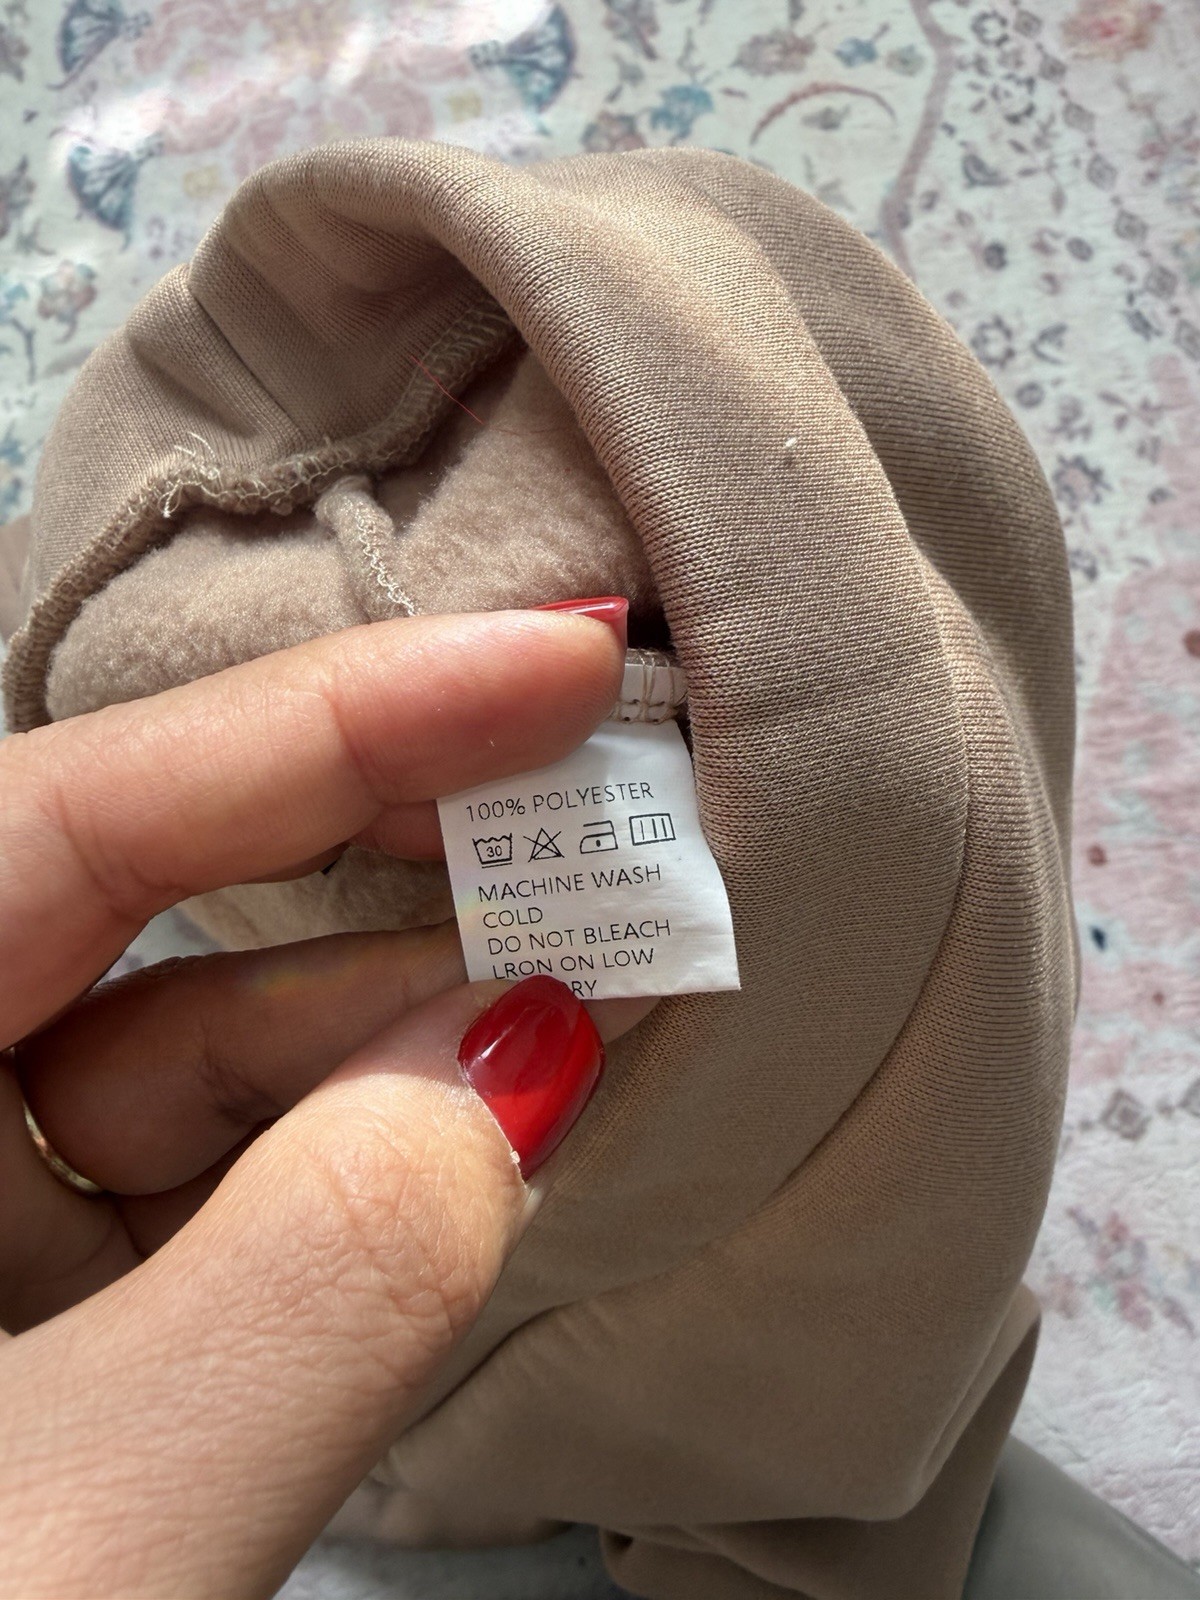 100% POLYESTER
30
MACHINE WASH
COLD
DO NOT BLEACH
LRON ON LOW